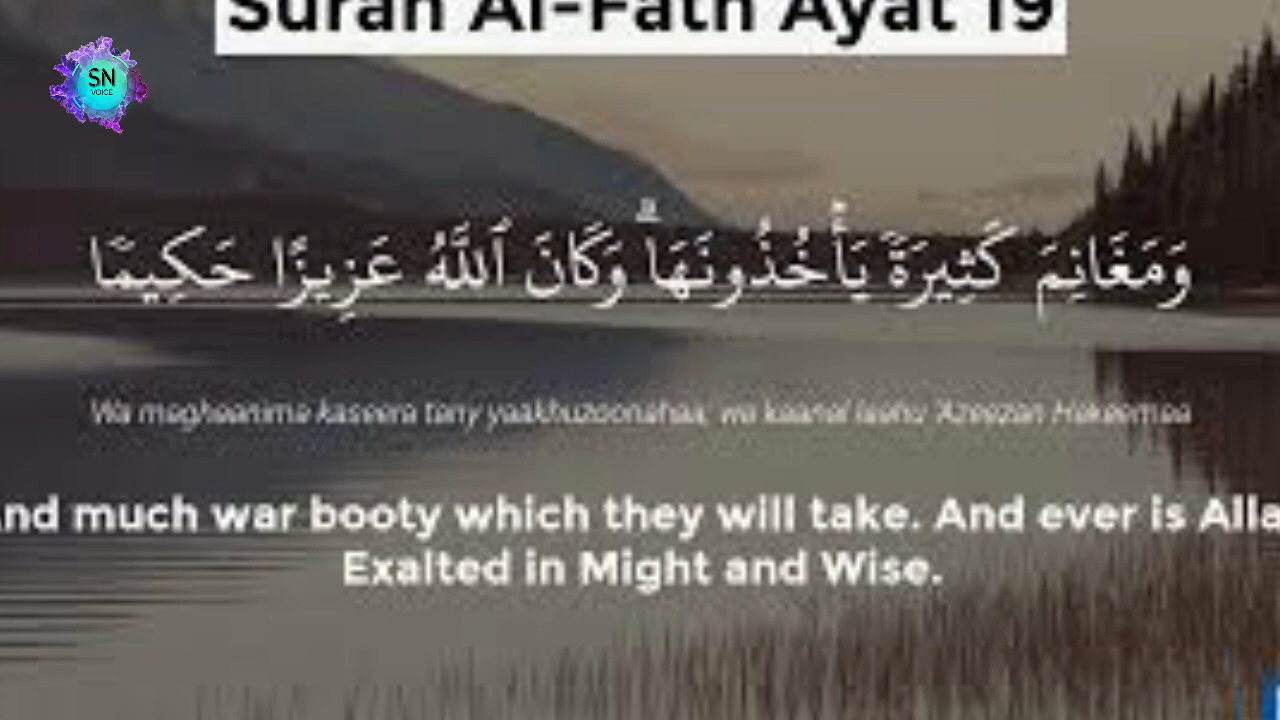 Surah Al-Fath Ayat 19
SN
VOICE
وَمَغَانِمَ كَثِيرَةً يَأْخُذُونَهَا ۗ وَكَانَ ٱللَّهُ عَزِيزًا حَكِيمًا
Wa maghaanima kaseera tany yaakhuzoonahaa; wa kaanal laahu 'Azeezan Hakeemaa
nd much war booty which they will take. And ever is Alla
Exalted in Might and Wise.